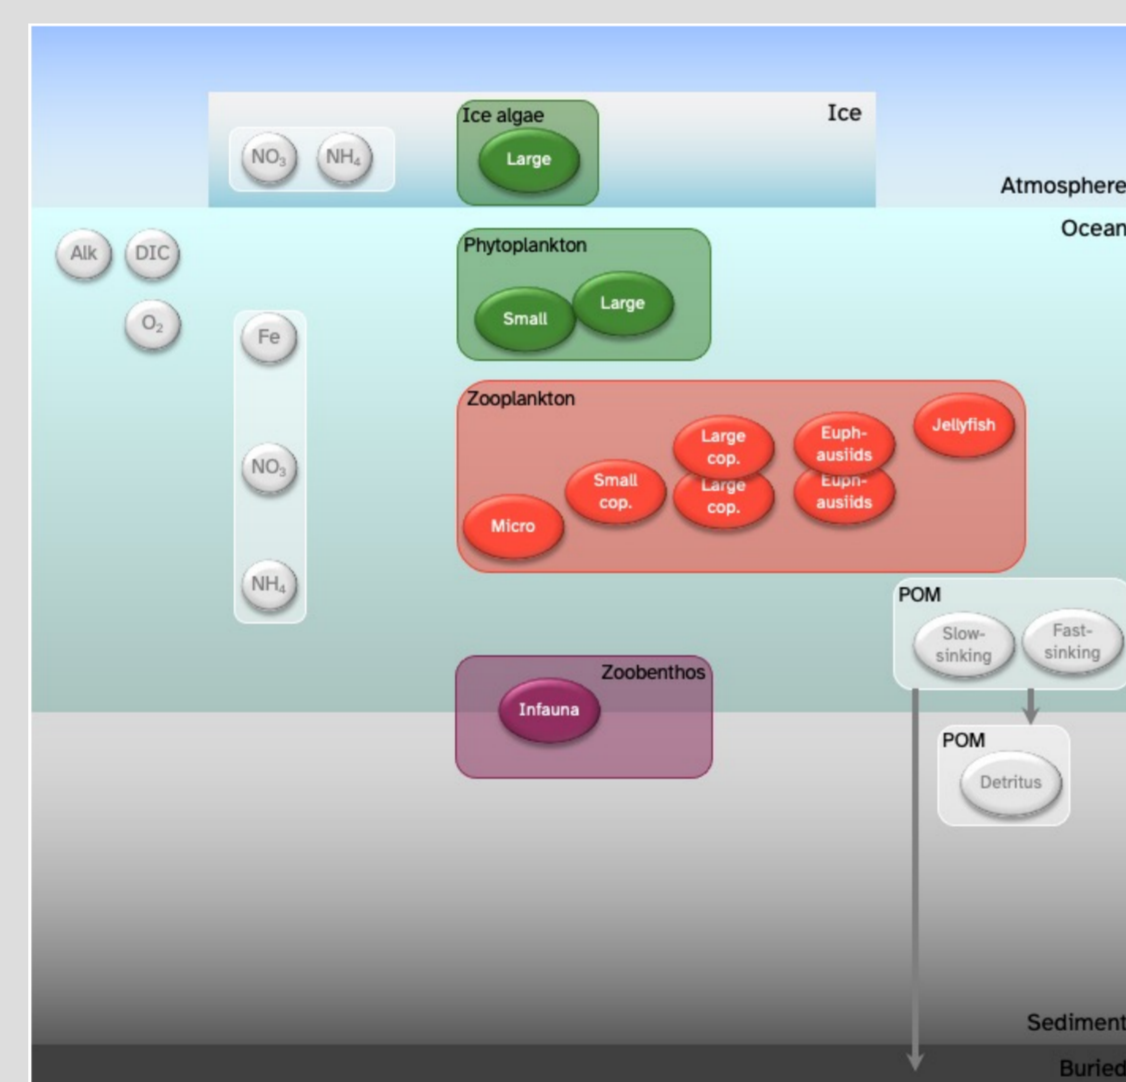 Ice algae
Ice
NO₃
NH₄
Large
Atmosphere
Ocean
Alk
DIC
Phytoplankton
O₂
Fe
Small
Large
Zooplankton
NO₃
Micro
Small
cop.
Large
cop.
Large
cop.
Euph-
ausiids
Euph-
ausiids
Jellyfish
NH₄
POM
Slow-
sinking
Fast-
sinking
Zoobenthos
Infauna
POM
Detritus
Sediment
Buried